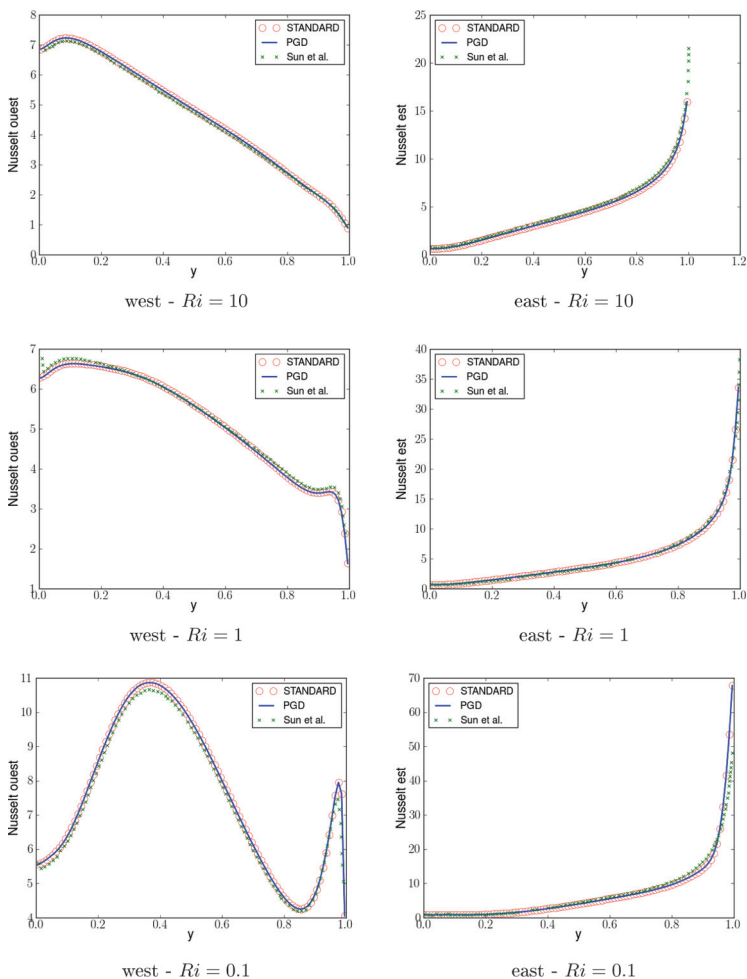 8
7
6
5
4
3
2
1
0
Nusselt ouest
STANDARD
PGD
Sun et al.
0.0 0.2 0.4 0.6 0.8 1.0
y
west - Ri = 10
25
20
15
10
5
0
Nusselt est
STANDARD
PGD
Sun et al.
0.0 0.2 0.4 0.6 0.8 1.0 1.2
y
east - Ri = 10
7
6
5
4
3
2
1
Nusselt ouest
STANDARD
PGD
Sun et al.
0.0 0.2 0.4 0.6 0.8 1.0
y
west - Ri = 1
40
35
30
25
20
15
10
5
0
Nusselt est
STANDARD
PGD
Sun et al.
0.0 0.2 0.4 0.6 0.8 1.0
y
east - Ri = 1
11
10
9
8
7
6
5
4
Nusselt ouest
STANDARD
PGD
Sun et al.
0.0 0.2 0.4 0.6 0.8 1.0
y
west - Ri = 0.1
70
60
50
40
30
20
10
0
Nusselt est
STANDARD
PGD
Sun et al.
0.0 0.2 0.4 0.6 0.8 1.0
y
east - Ri = 0.1